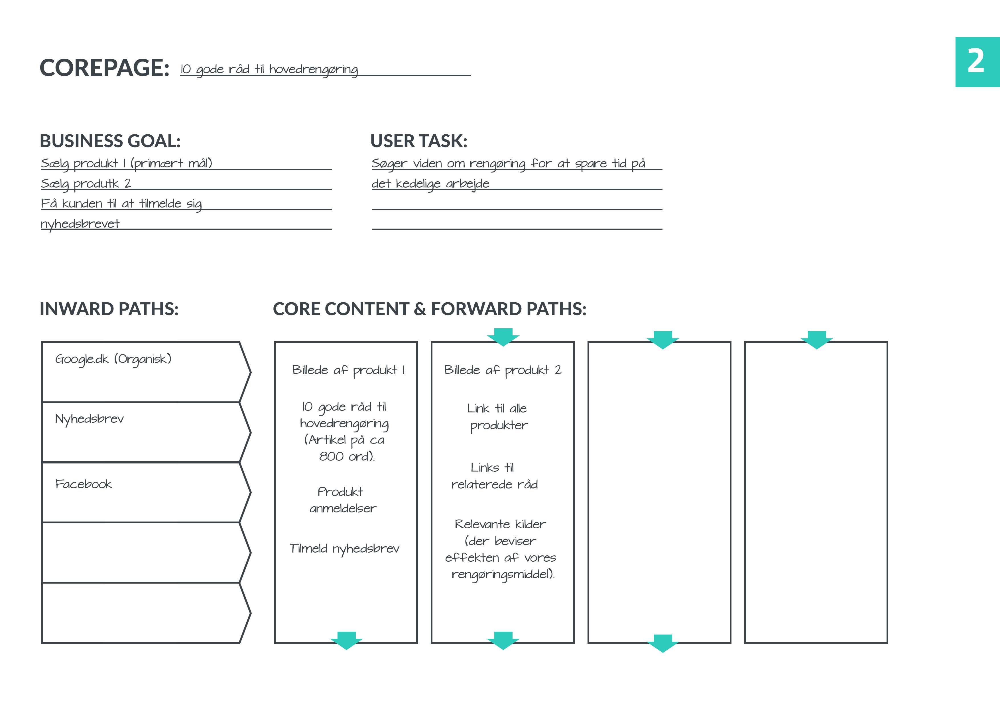 2
COREPAGE: 10 gode råd til hovedrengøring
BUSINESS GOAL:
Sælg produkt 1 (primært mål)
Sælg produtk 2
Få kunden til at tilmelde sig
nyhedsbrevet
USER TASK:
Søger viden om rengøring for at spare tid på
det kedelige arbejde
INWARD PATHS:
Google.dk (Organisk)
Nyhedsbrev
Facebook
CORE CONTENT & FORWARD PATHS:
Billede af produkt 1
10 gode råd til
hovedrengøring
(Artikel på ca
800 ord).
Produkt
anmeldelser
Tilmeld nyhedsbrev
Billede af produkt 2
Link til alle
produkter
Links til
relaterede råd
Relevante kilder
(der beviser
effekten af vores
rengøringsmiddel).